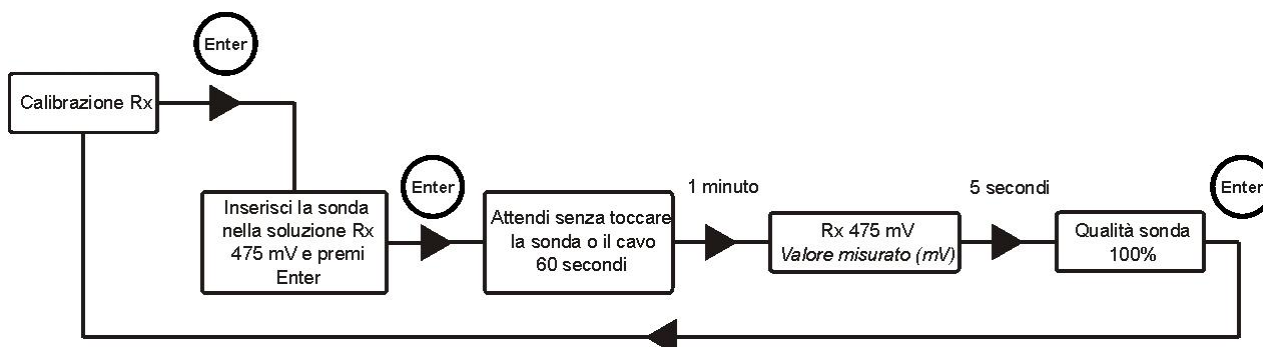 Enter
Calibrazione Rx
Inserisci la sonda
nella soluzione Rx
475 mV e premi
Enter
Enter
Attendi senza toccare
la sonda o il cavo
60 secondi
1 minuto
Rx 475 mV
Valore misurato (mV)
5 secondi
Qualità sonda
100%
Enter